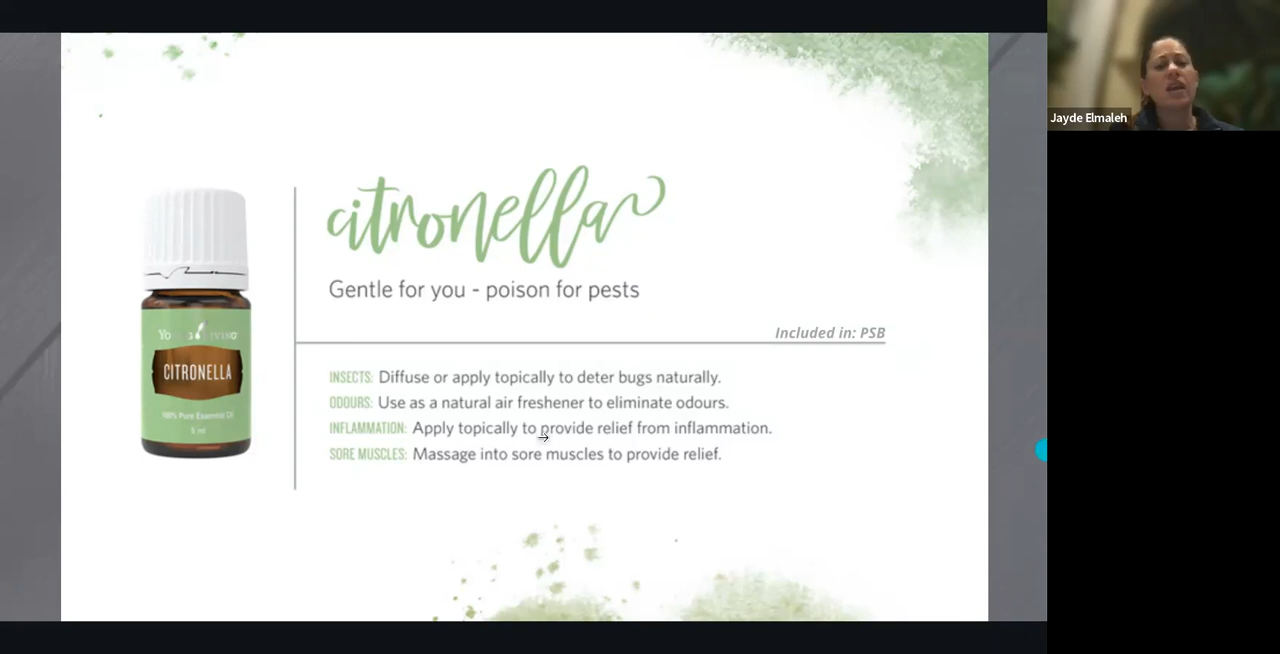 citronella
Gentle for you - poison for pests
Included in: PSB
INSECTS: Diffuse or apply topically to deter bugs naturally.
ODOURS: Use as a natural air freshener to eliminate odours.
INFLAMMATION: Apply topically to provide relief from inflammation.
SORE MUSCLES: Massage into sore muscles to provide relief.
CITRONELLA
100% Pure Essential Oil
5 ml
Jayde Elmaleh